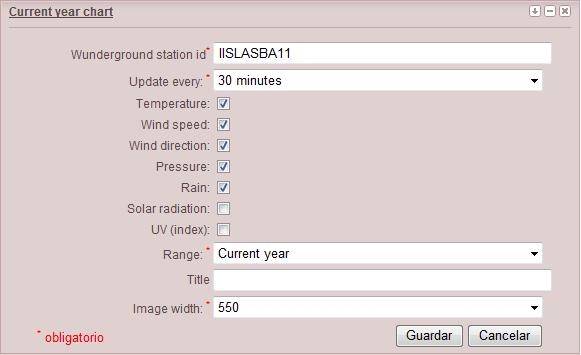 Current year chart
Wunderground station id* IISLASBA11
Update every: * 30 minutes
Temperature:
Wind speed:
Wind direction:
Pressure:
Rain:
Solar radiation:
UV (index):
Range: * Current year
Title
Image width: * 550
* obligatorio
Guardar Cancelar